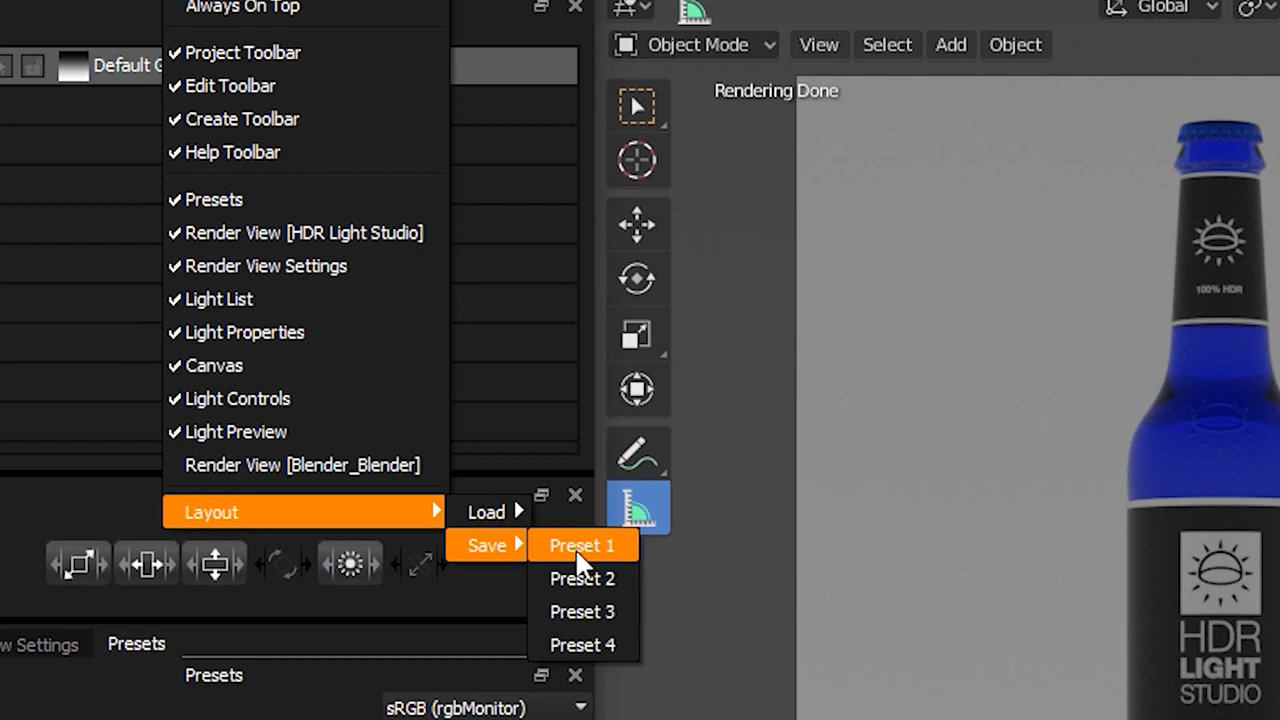 Always On Top
Project Toolbar
Edit Toolbar
Create Toolbar
Help Toolbar
Presets
Render View [HDR Light Studio]
Render View Settings
Light List
Light Properties
Canvas
Light Controls
Light Preview
Render View [Blender_Blender]
Layout
Load
Save
Preset 1
Preset 2
Preset 3
Preset 4
Default G
w Settings
Presets
Presets
sRGB (rgbMonitor)
Global
Object Mode
View
Select
Add
Object
Rendering Done
100% HDR
HDR
LIGHT
STUDIO